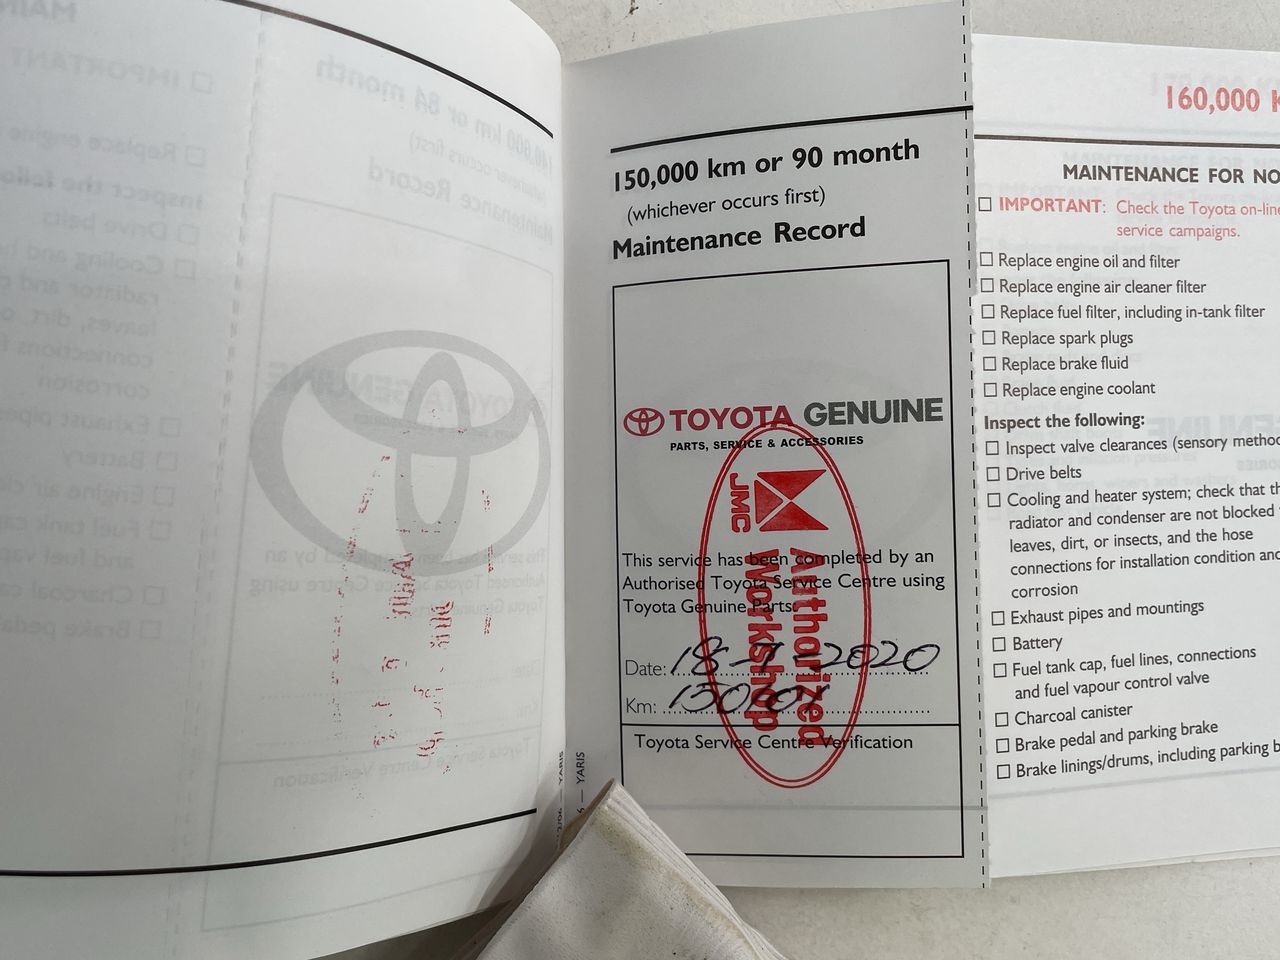 150,000 km or 90 month
(whichever occurs first)
Maintenance Record
TOYOTA GENUINE
PARTS, SERVICE & ACCESSORIES
JMC
Authorized
Workshop
This service has been completed by an
Authorised Toyota Service Centre using
Toyota Genuine Parts.
Date: 18-7-2020
Km:
Toyota Service Centre Verification
YARIS
6 — YARIS
160,000 K
MAINTENANCE FOR NO
IMPORTANT: Check the Toyota on-line
service campaigns.
Replace engine oil and filter
Replace engine air cleaner filter
Replace fuel filter, including in-tank filter
Replace spark plugs
Replace brake fluid
Replace engine coolant
Inspect the following:
Inspect valve clearances (sensory metho
Drive belts
Cooling and heater system; check that th
radiator and condenser are not blocked
leaves, dirt, or insects, and the hose
connections for installation condition and
corrosion
Exhaust pipes and mountings
Battery
Fuel tank cap, fuel lines, connections
and fuel vapour control valve
Charcoal canister
Brake pedal and parking brake
Brake linings/drums, including parking b